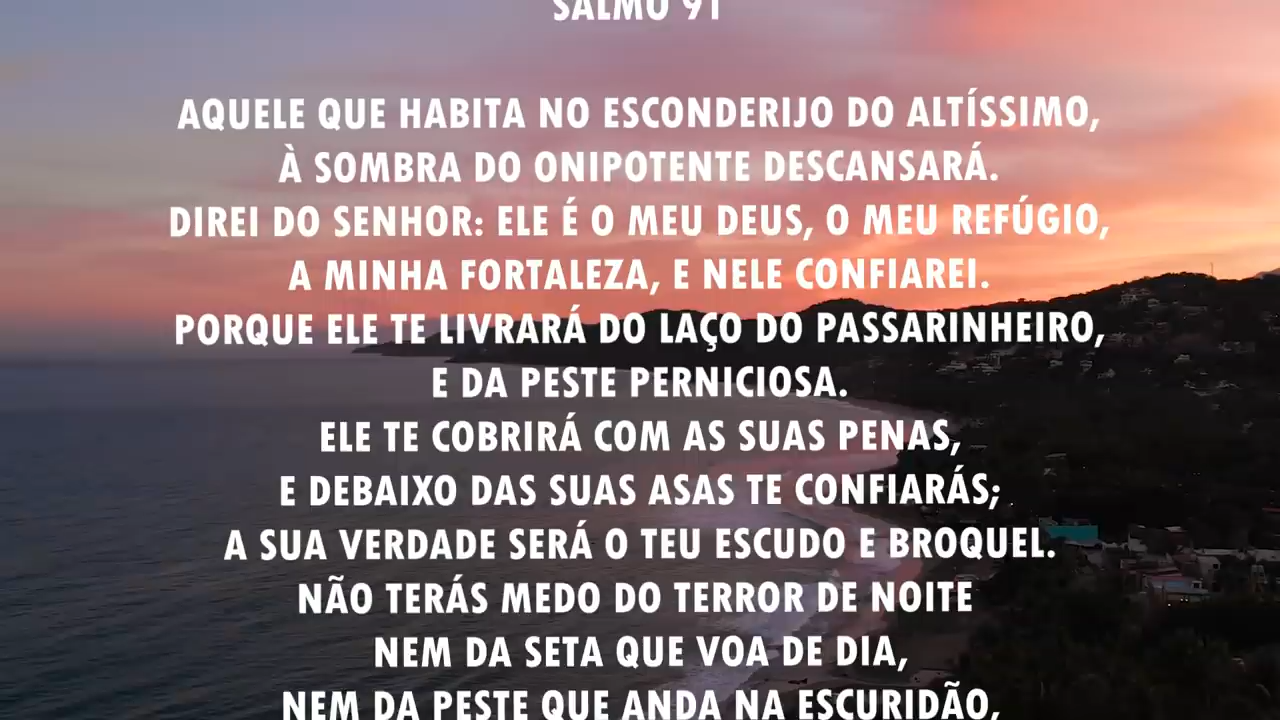 SALMO 91
AQUELE QUE HABITA NO ESCONDERIJO DO ALTÍSSIMO,
À SOMBRA DO ONIPOTENTE DESCANSARÁ.
DIREI DO SENHOR: ELE É O MEU DEUS, O MEU REFÚGIO,
A MINHA FORTALEZA, E NELE CONFIAREI.
PORQUE ELE TE LIVRARÁ DO LAÇO DO PASSARINHEIRO,
E DA PESTE PERNICIOSA.
ELE TE COBRIRÁ COM AS SUAS PENAS,
E DEBAIXO DAS SUAS ASAS TE CONFIARÁS;
A SUA VERDADE SERÁ O TEU ESCUDO E BROQUEL.
NÃO TERÁS MEDO DO TERROR DE NOITE
NEM DA SETA QUE VOA DE DIA,
NEM DA PESTE QUE ANDA NA ESCURIDÃO,